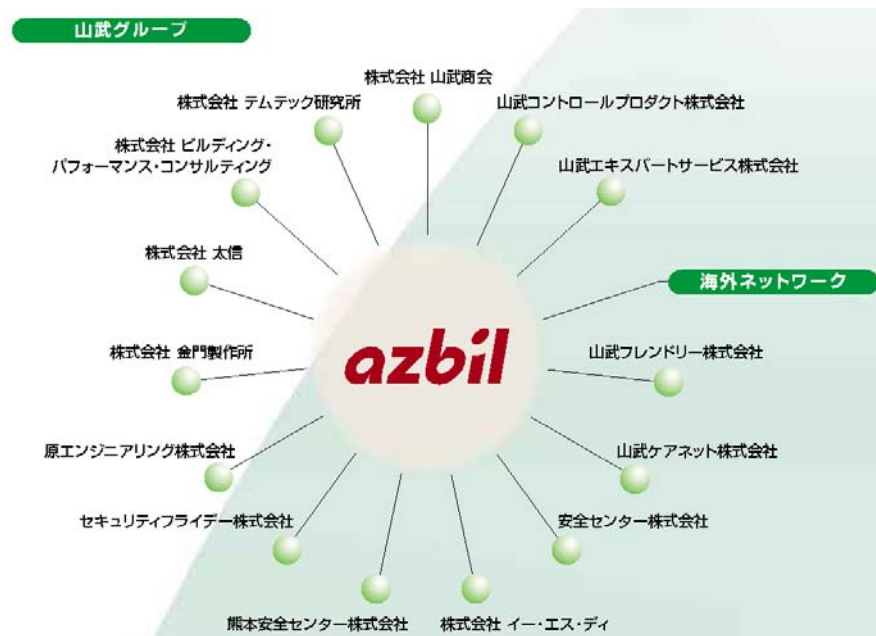 山武グループ
株式会社 山武商会
株式会社 テムテック研究所
山武コントロールプロダクト株式会社
株式会社 ビルディング・
パフォーマンス・コンサルティング
山武エキスパートサービス株式会社
株式会社 太信
海外ネットワーク
azbil
株式会社 金門製作所
山武フレンドリー株式会社
原エンジニアリング株式会社
山武ケアネット株式会社
セキュリティフライデー株式会社
安全センター株式会社
熊本安全センター株式会社
株式会社 イー・エス・ディ